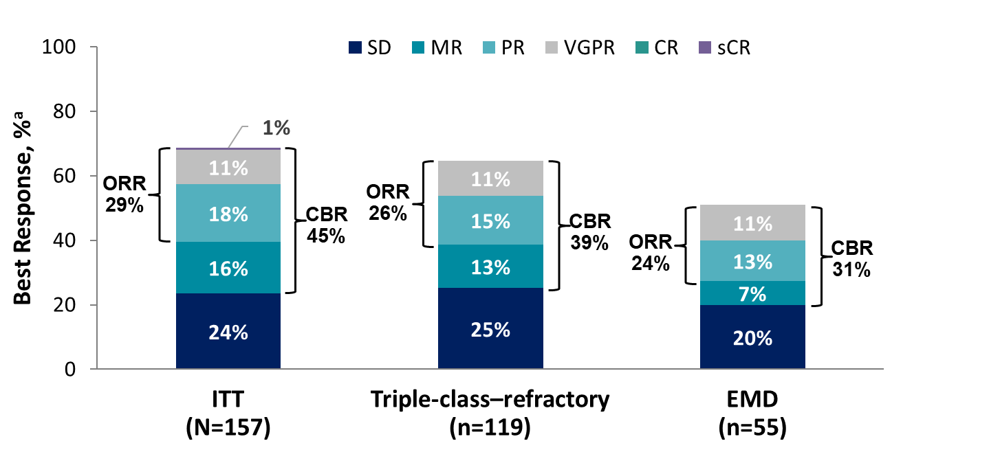 SD MR PR VGPR CR sCR
Best Response, %ᵃ
100
80
60
40
20
0
1%
11%
18%
16%
24%
ORR
29%
CBR
45%
11%
15%
13%
25%
ORR
26%
CBR
39%
11%
13%
7%
20%
ORR
24%
CBR
31%
ITT
(N=157)
Triple-class–refractory
(n=119)
EMD
(n=55)